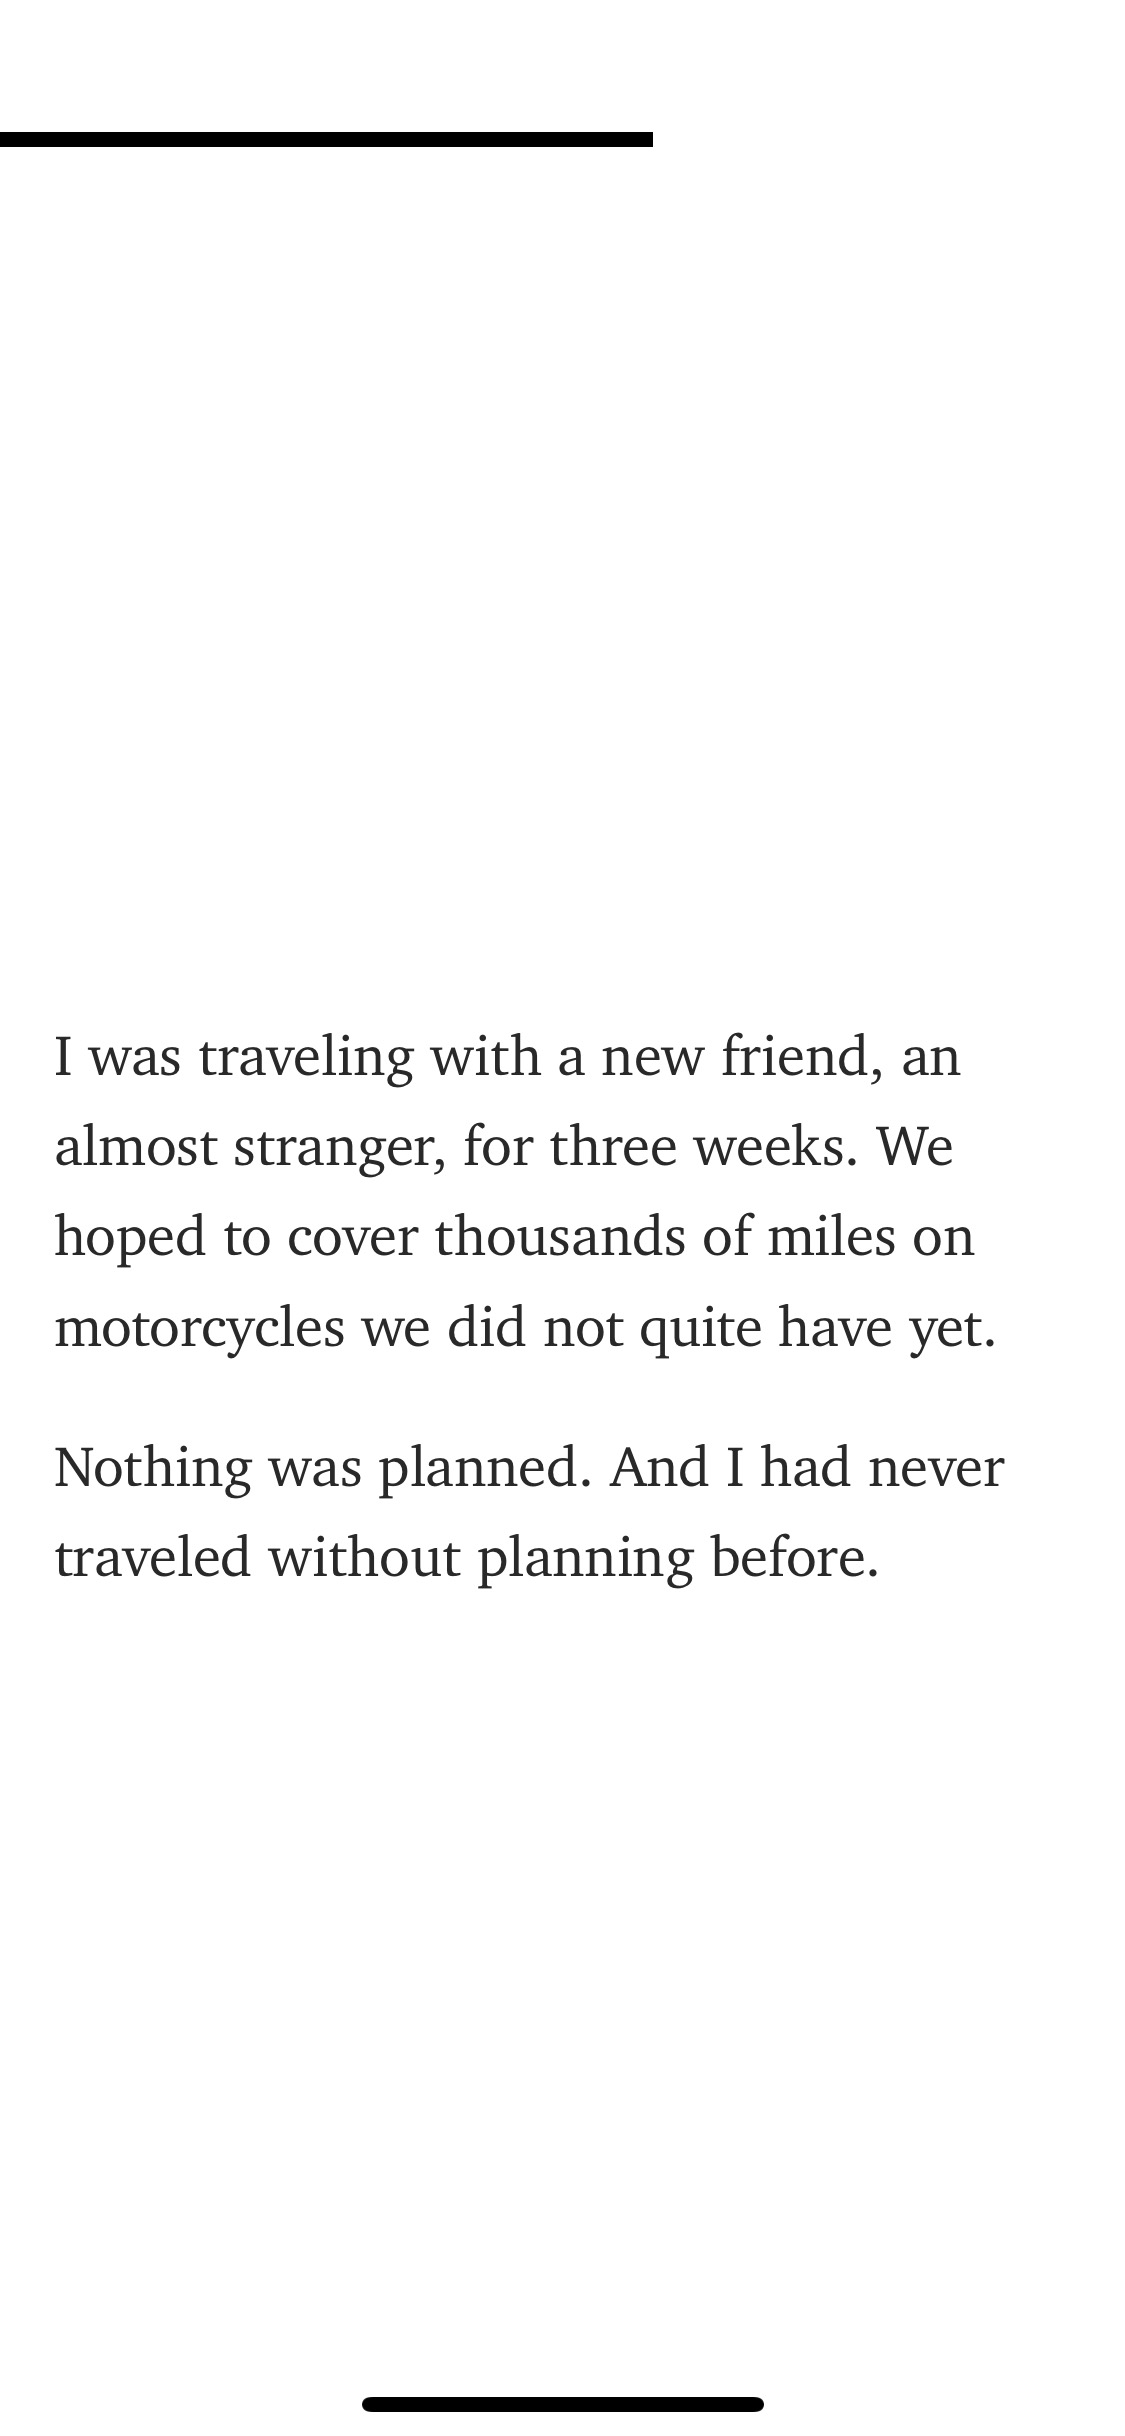 I was traveling with a new friend, an
almost stranger, for three weeks. We
hoped to cover thousands of miles on
motorcycles we did not quite have yet.
Nothing was planned. And I had never
traveled without planning before.